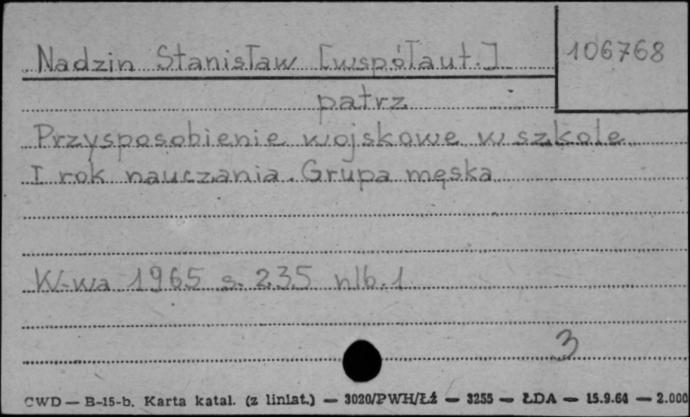 Nadzin Stanisław [współaut.]
106768
patrz
Przysposobienie wojskowe w szkole
I rok nauczania. Grupa męska
W-wa 1965 s. 235 nlb. 1
3
CWD — B-15-b. Karta katal. (z liniat.) — 3020/PWH/Łź — 3255 — ŁDA — 15.9.64 — 2.000